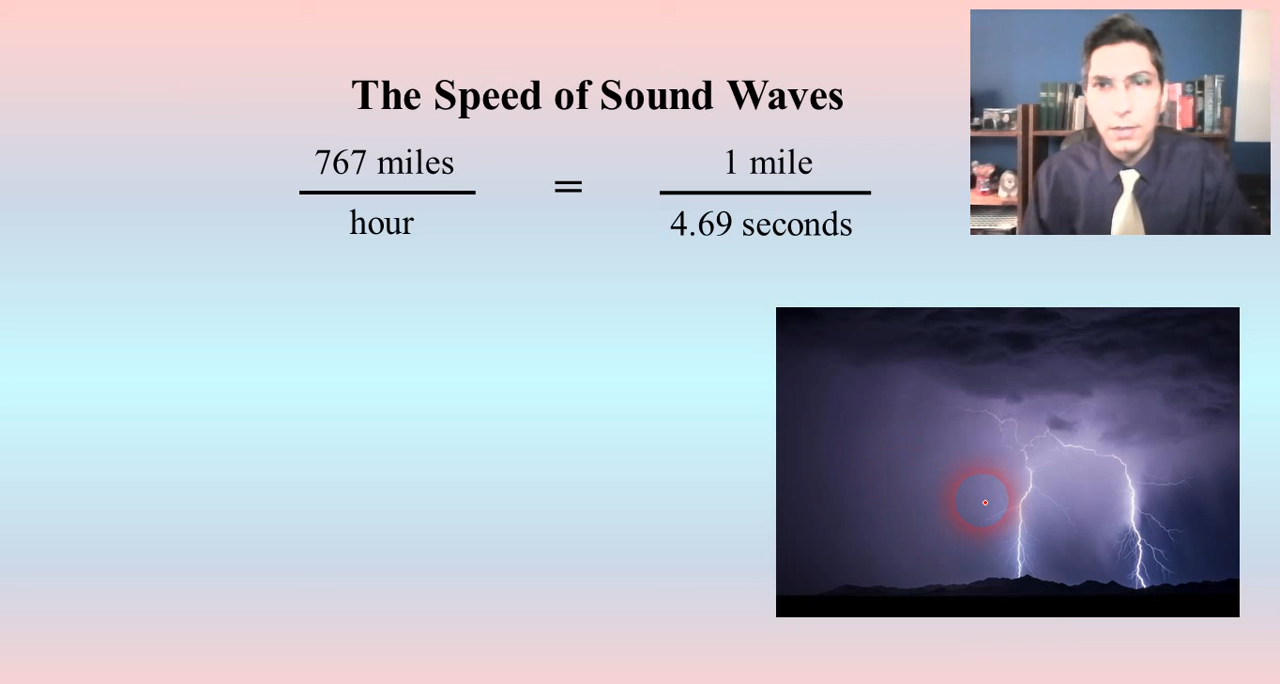 The Speed of Sound Waves
767 miles
hour
=
1 mile
4.69 seconds